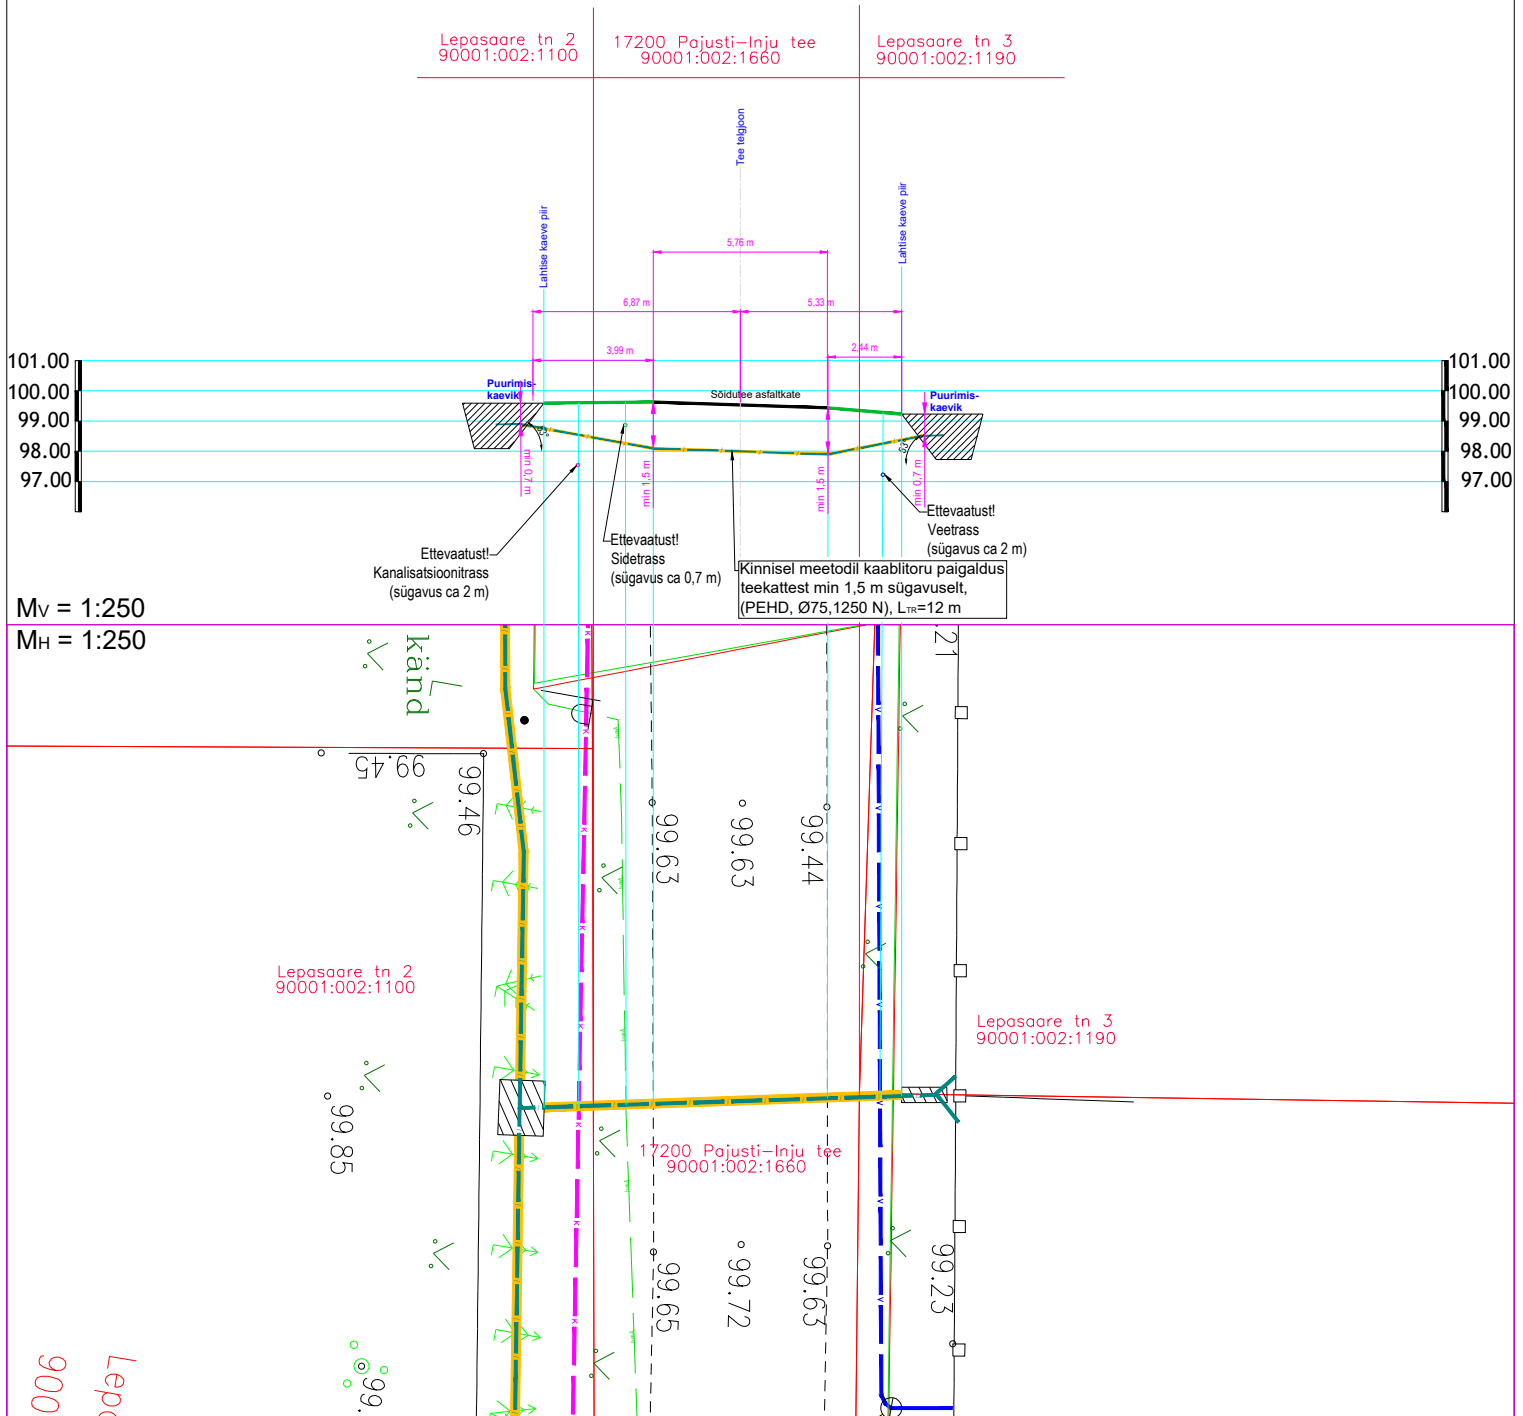 Lepasaare tn 2
90001:002:1100
17200 Pajusti-Inju tee
90001:002:1660
Lepasaare tn 3
90001:002:1190
Tee telgjoon
Lahtise kaeve piir
Lahtise kaeve piir
5,76 m
6,87 m
5,33 m
3,99 m
2,44 m
101.00
100.00
99.00
98.00
97.00
101.00
100.00
99.00
98.00
97.00
Puurimis-
kaevik
Sõidutee asfaltkate
Puurimis-
kaevik
min 0,7 m
min 1,5 m
min 1,5 m
min 0,7 m
Ettevaatust!
Kanalisatsioonitrass
(sügavus ca 2 m)
Ettevaatust!
Sidetrass
(sügavus ca 0,7 m)
Ettevaatust!
Veetrass
(sügavus ca 2 m)
Kinnisel meetodil kaablitoru paigaldus
teekattest min 1,5 m sügavuselt,
(PEHD, Ø75,1250 N), LTR=12 m
MV = 1:250
MH = 1:250
känd
.21
99.45
99.46
99.63
99.63
99.44
Lepasaare tn 2
90001:002:1100
Lepasaare tn 3
90001:002:1190
99.85
17200 Pajusti-Inju tee
90001:002:1660
99.65
99.72
99.63
99.23
99.
Lepa
900